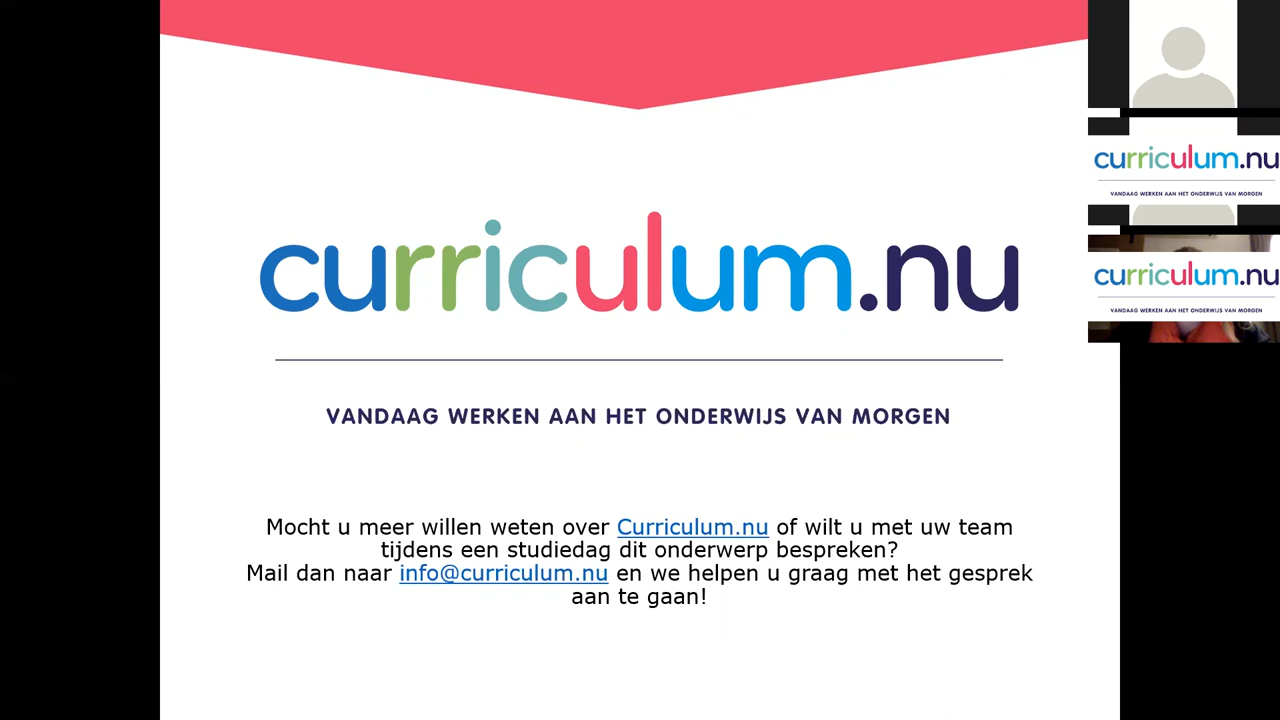 curriculum.nu
VANDAAG WERKEN AAN HET ONDERWIJS VAN MORGEN
Mocht u meer willen weten over Curriculum.nu of wilt u met uw team
tijdens een studiedag dit onderwerp bespreken?
Mail dan naar info@curriculum.nu en we helpen u graag met het gesprek
aan te gaan!
curriculum.nu
VANDAAG WERKEN AAN HET ONDERWIJS VAN MORGEN
curriculum.nu
VANDAAG WERKEN AAN HET ONDERWIJS VAN MORGEN